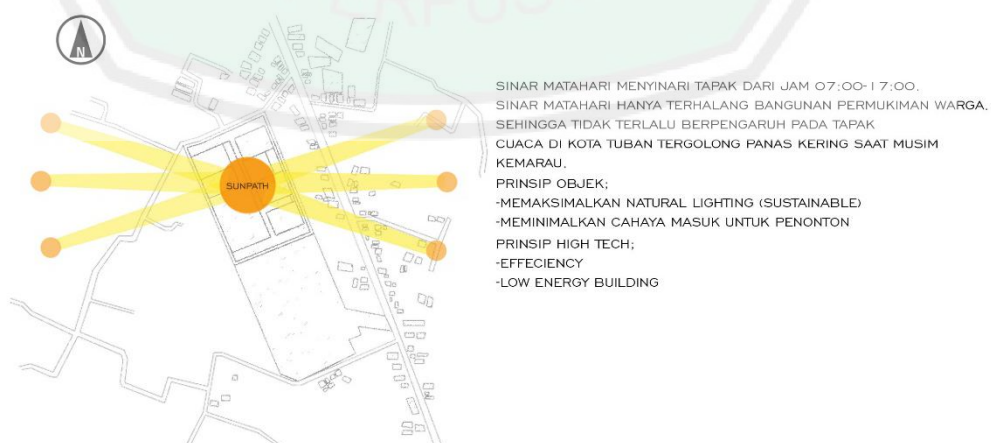 ERPUS
N
SUNPATH
SINAR MATAHARI MENYINARI TAPAK DARI JAM 07:00-17:00.
SINAR MATAHARI HANYA TERHALANG BANGUNAN PERMUKIMAN WARGA,
SEHINGGA TIDAK TERLALU BERPENGARUH PADA TAPAK
CUACA DI KOTA TUBAN TERGOLONG PANAS KERING SAAT MUSIM
KEMARAU.
PRINSIP OBJEK;
-MEMAKSIMALKAN NATURAL LIGHTING (SUSTAINABLE)
-MEMINIMALKAN CAHAYA MASUK UNTUK PENONTON
PRINSIP HIGH TECH;
-EFFECIENCY
-LOW ENERGY BUILDING